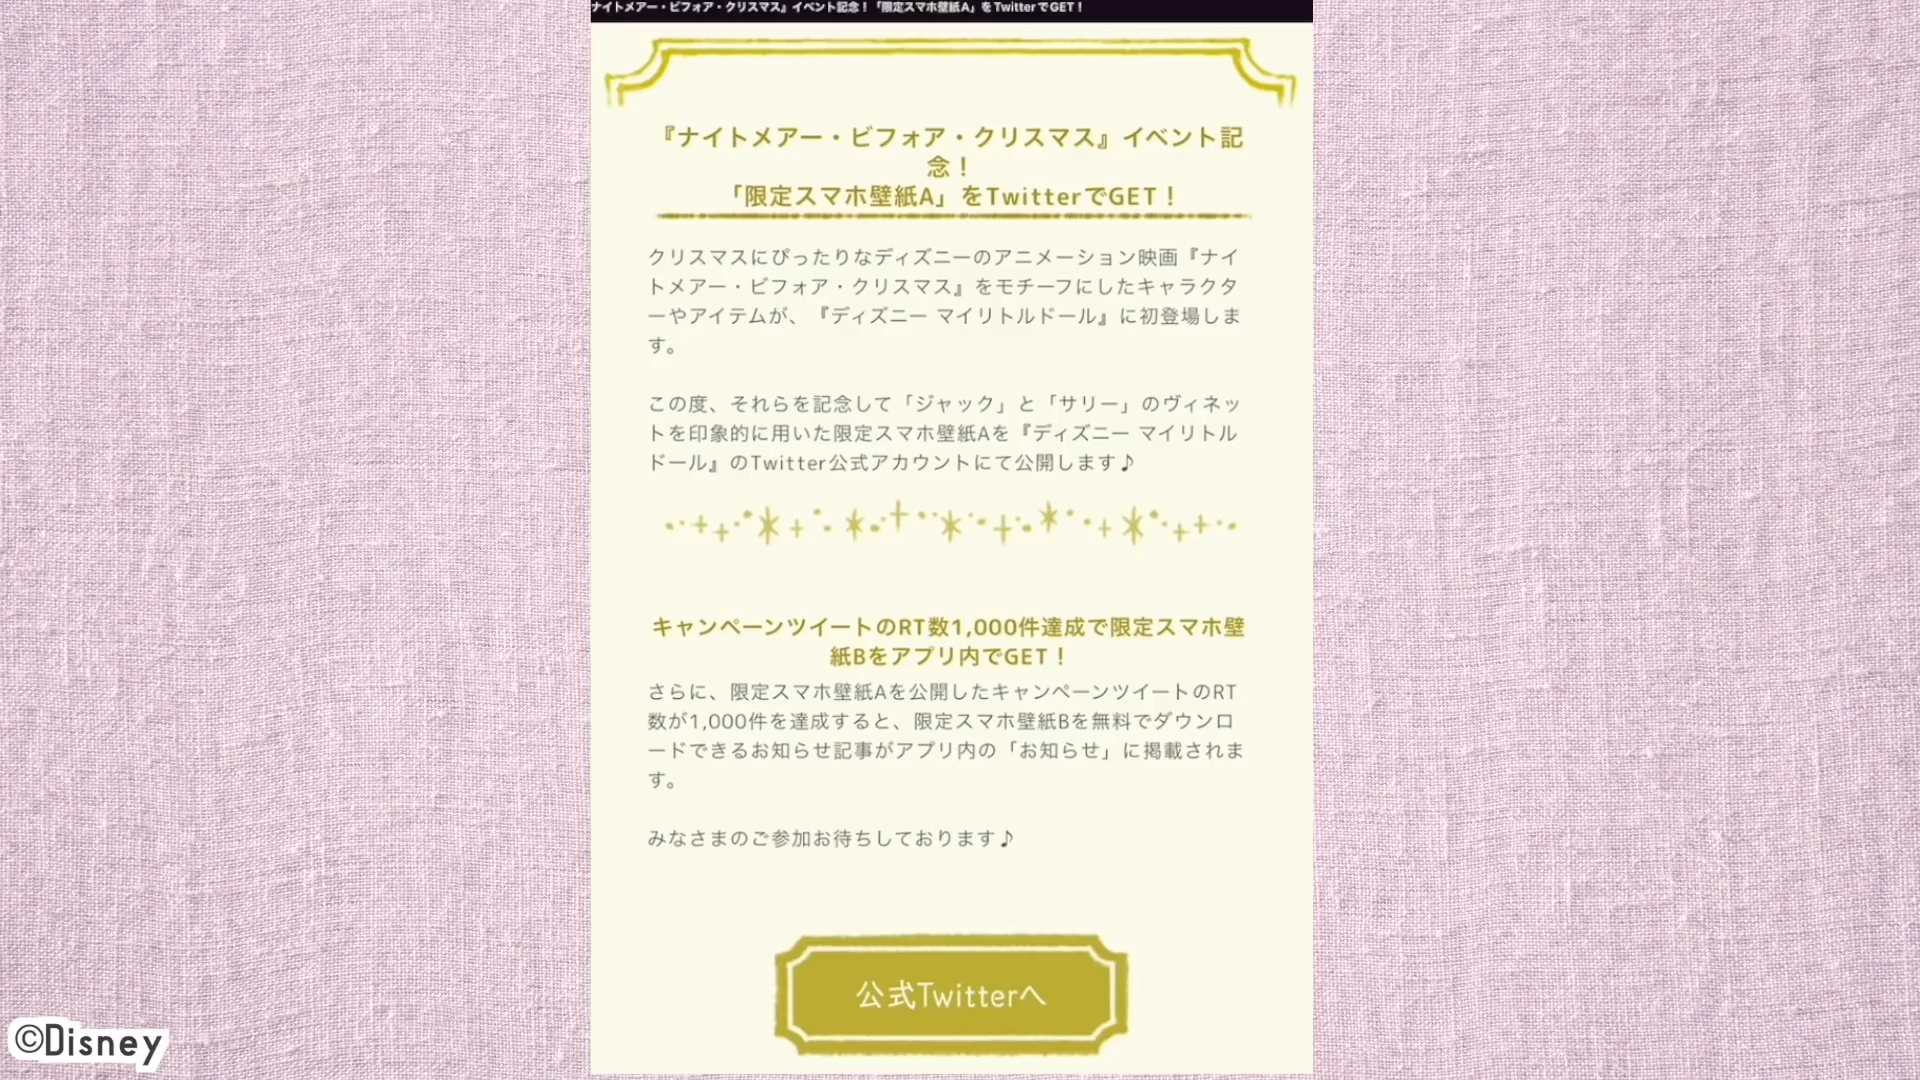 ナイトメアー・ビフォア・クリスマス』イベント記念！「限定スマホ壁紙A」をTwitterでGET！
『ナイトメアー・ビフォア・クリスマス』イベント記
念！
「限定スマホ壁紙A」をTwitterでGET！
クリスマスにぴったりなディズニーのアニメーション映画『ナイ
トメアー・ビフォア・クリスマス』をモチーフにしたキャラクタ
ーやアイテムが、『ディズニー マイリトルドール』に初登場しま
す。
この度、それらを記念して「ジャック」と「サリー」のヴィネッ
トを印象的に用いた限定スマホ壁紙Aを『ディズニー マイリトル
ドール』のTwitter公式アカウントにて公開します♪
キャンペーンツイートのRT数1,000件達成で限定スマホ壁
紙Bをアプリ内でGET！
さらに、限定スマホ壁紙Aを公開したキャンペーンツイートのRT
数が1,000件を達成すると、限定スマホ壁紙Bを無料でダウンロ
ードできるお知らせ記事がアプリ内の「お知らせ」に掲載されま
す。
みなさまのご参加お待ちしております♪
公式Twitterへ
©Disney